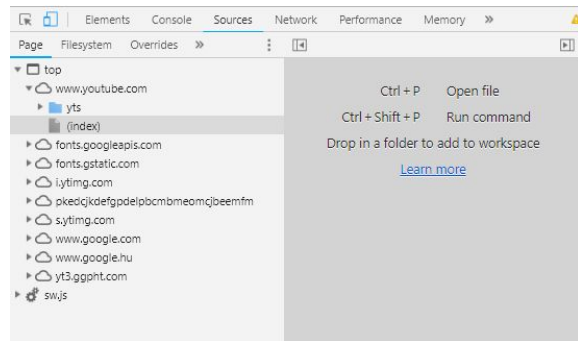 Elements Console Sources Network Performance Memory »
Page Filesystem Overrides »
top
www.youtube.com
yts
(index)
fonts.googleapis.com
fonts.gstatic.com
i.ytimg.com
pkedcjkdefgpdelpbcmbmeomcjbeemfm
s.ytimg.com
www.google.com
www.google.hu
yt3.ggpht.com
sw.js
Ctrl + P Open file
Ctrl + Shift + P Run command
Drop in a folder to add to workspace
Learn more